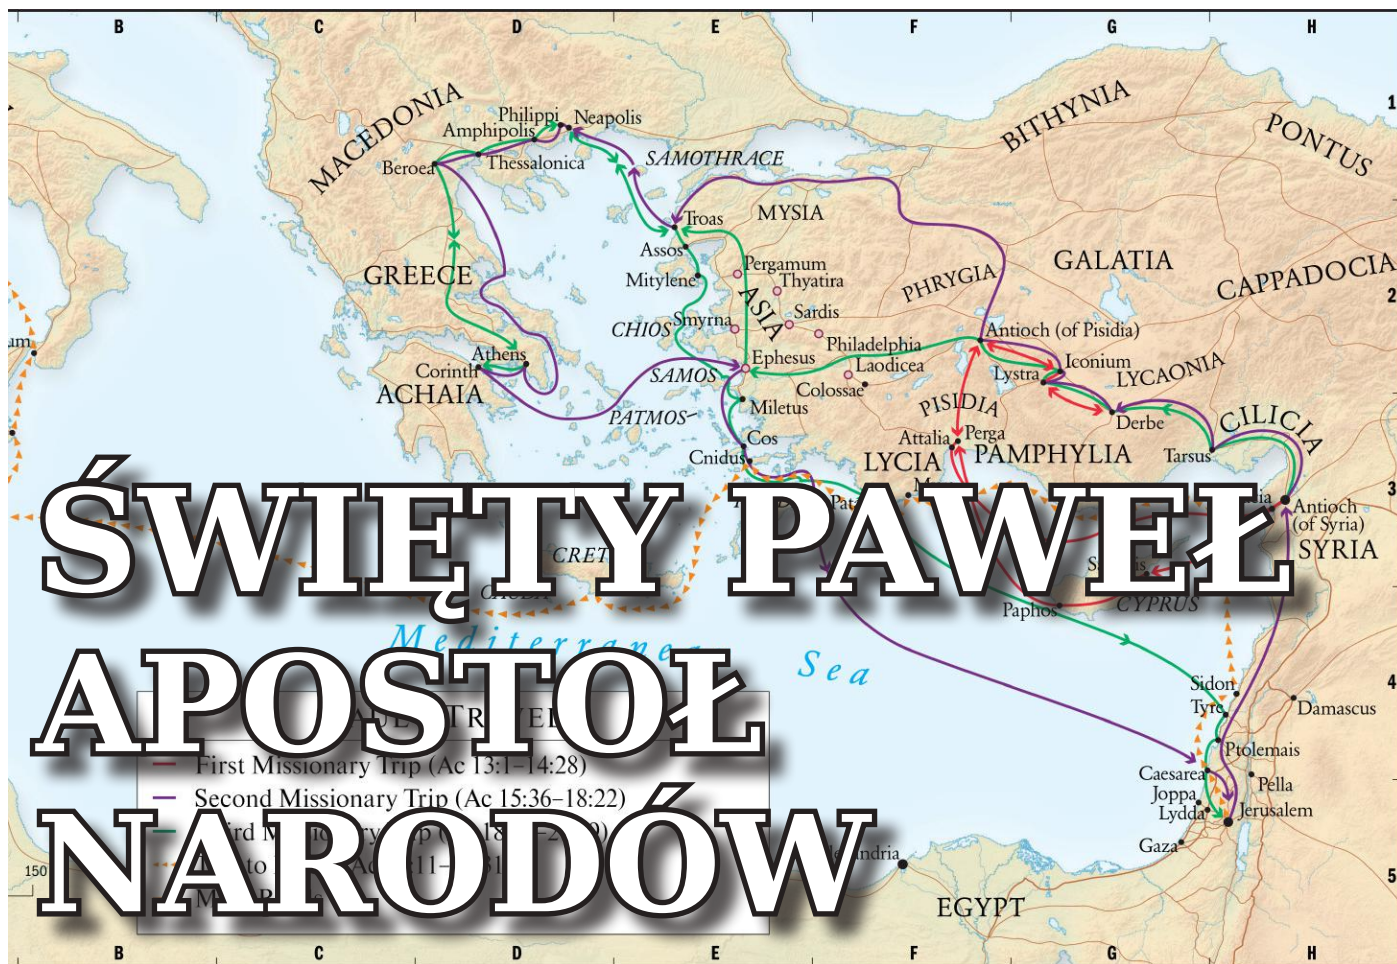 B C D E F G H
1
MACEDONIA
BITHYNIA
PONTUS
Philippi
Neapolis
Amphipolis
Thessalonica
Beroea
SAMOTHRACE
MYSIA
Troas
Assos
GREECE
Mitylene
Pergamum
Thyatira
ASIA
PHRYGIA
GALATIA
CAPPADOCIA
2
CHIOS
Smyrna
Sardis
Philadelphia
Antioch (of Pisidia)
Athens
Corinth
ACHAIA
Ephesus
Laodicea
Colossae
SAMOS
Iconium
Lystra
LYCAONIA
PATMOS
Miletus
PISIDIA
Derbe
CILICIA
Cos
Cnidus
Attalia
Perga
LYCIA
PAMPHYLIA
Tarsus
3
Antioch
(of Syria)
SYRIA
ŚWIĘTY PAWEŁ
Paphos
CYPRUS
Mediterranea
Sea
APOSTOŁ
Sidon
Tyre
4
Damascus
Ptolemais
First Missionary Trip (Ac 13:1–14:28)
Second Missionary Trip (Ac 15:36–18:22)
Caesarea
Pella
Joppa
Lydda
Jerusalem
Gaza
NARODÓW
150
EGYPT
5
B C D E F G H